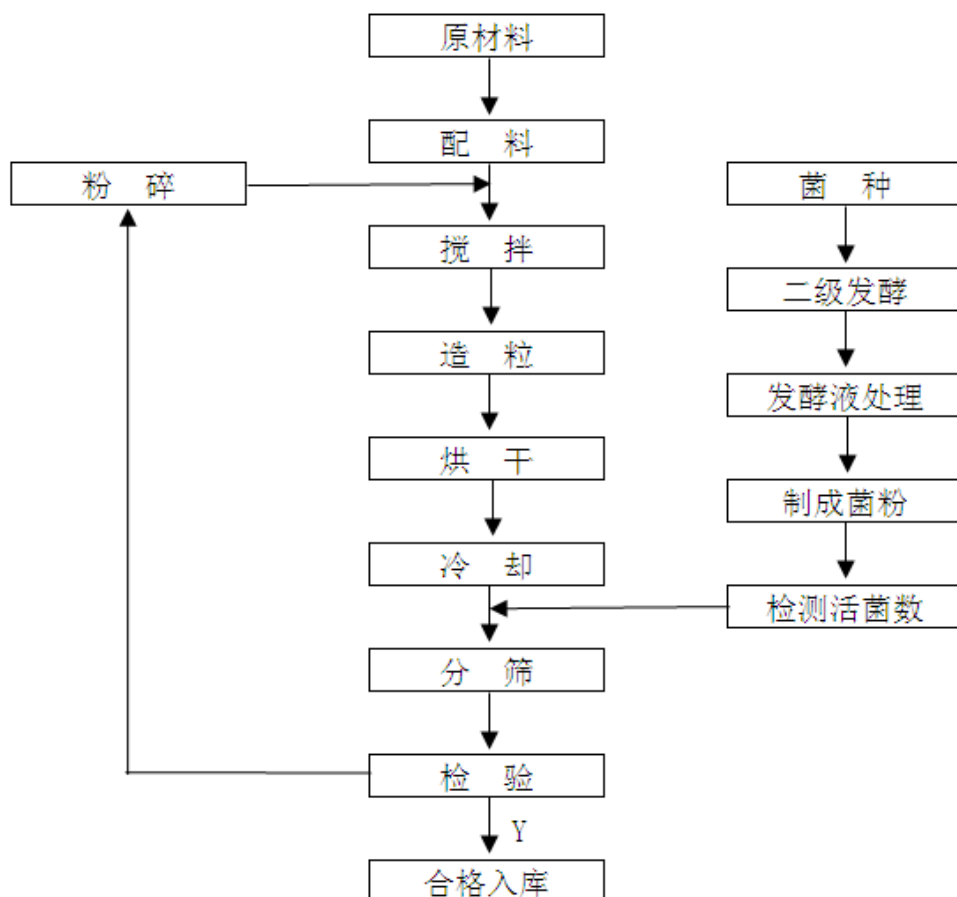 原材料
配 料
粉 碎
菌 种
搅 拌
二级发酵
造 粒
发酵液处理
烘 干
制成菌粉
冷 却
检测活菌数
分 筛
检 验
Y
合格入库